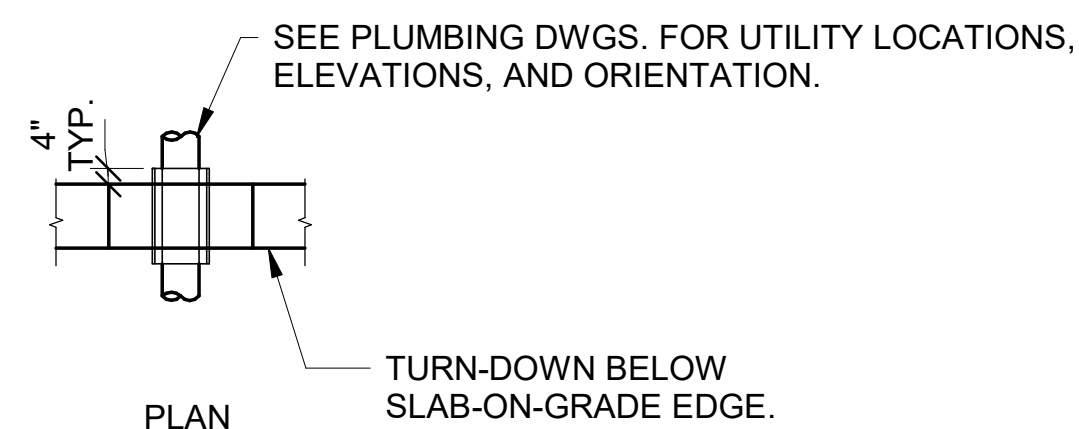 SEE PLUMBING DWGS. FOR UTILITY LOCATIONS,
ELEVATIONS, AND ORIENTATION.
4"
TYP.
TURN-DOWN BELOW
SLAB-ON-GRADE EDGE.
PLAN